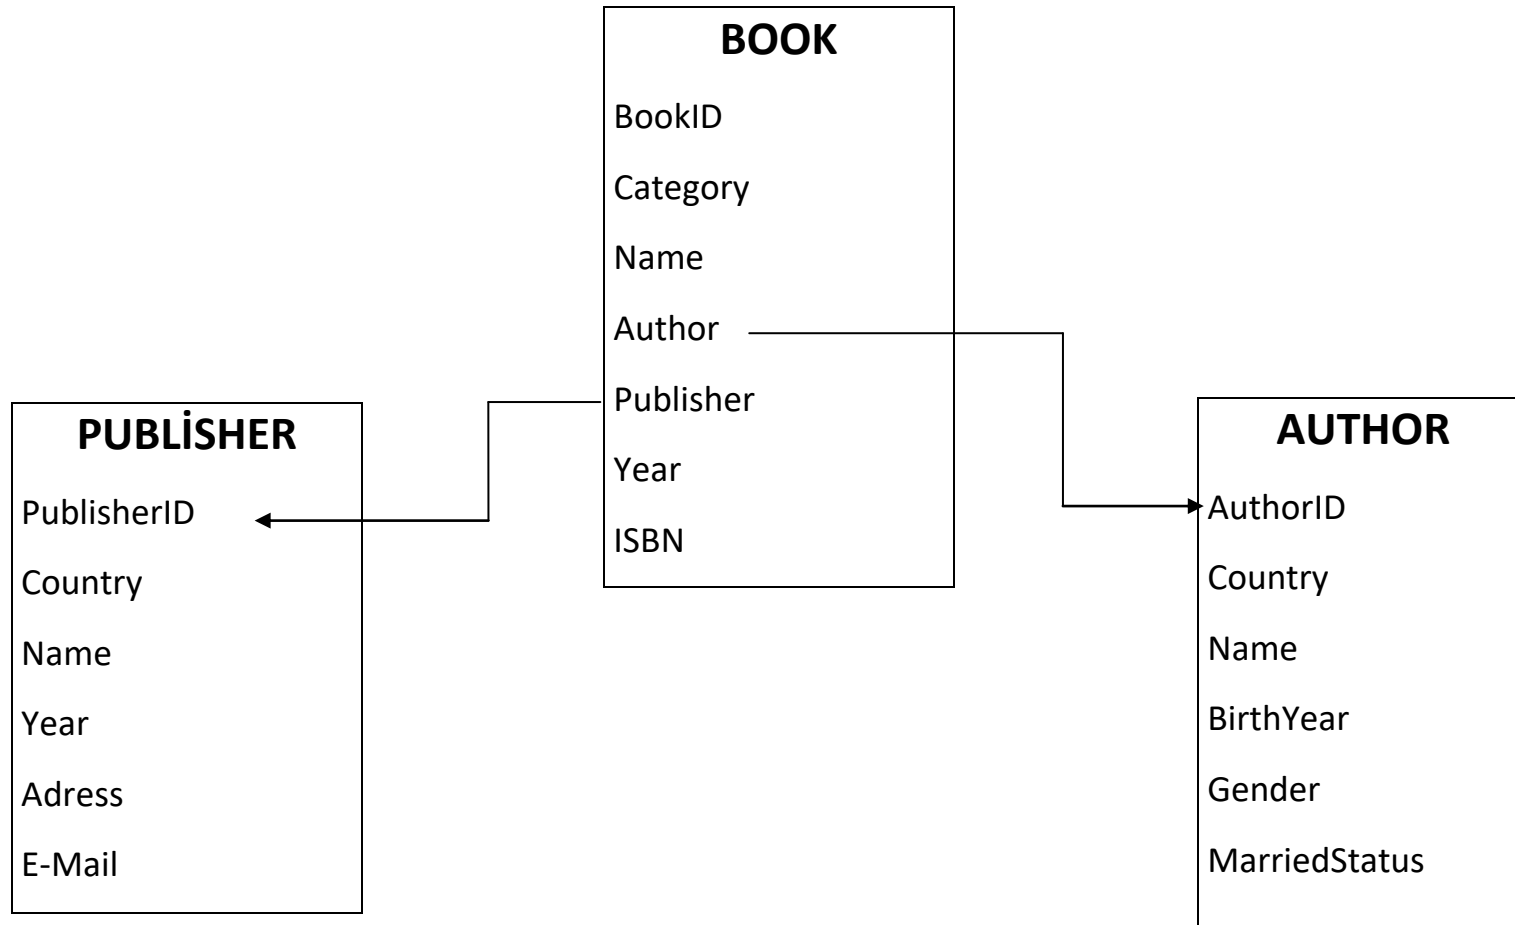 BOOK
BookID
Category
Name
Author
Publisher
Year
ISBN
PUBLİSHER
PublisherID
Country
Name
Year
Adress
E-Mail
AUTHOR
AuthorID
Country
Name
BirthYear
Gender
MarriedStatus